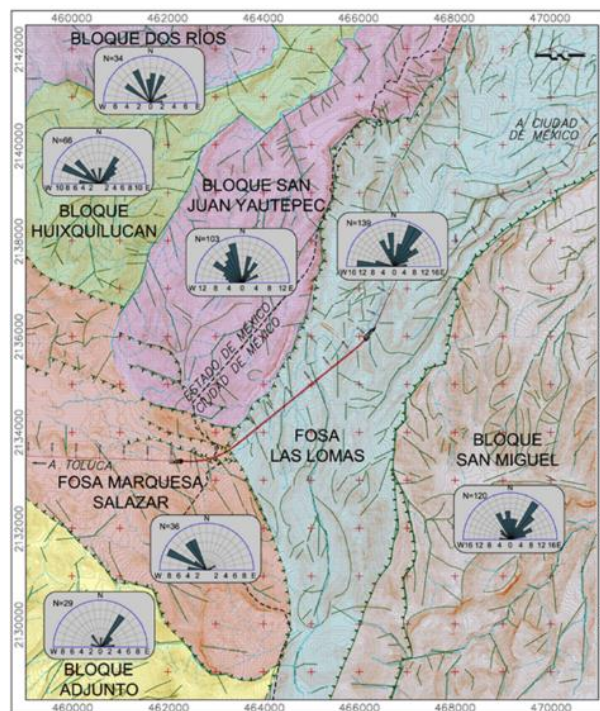 460000 462000 464000 466000 468000 470000
2142000
2140000
2138000
2136000
2134000
2132000
2130000
BLOQUE DOS RÍOS
N=34
N
W 8 6 4 2 0 2 4 6 8 E
A CIUDAD
DE MÉXICO
N=66
N
W 10 8 6 4 2 2 4 6 8 10 E
BLOQUE
HUIXQUILUCAN
BLOQUE SAN
JUAN YAUTEPEC
N=103
N
W 12 8 4 0 4 8 12 E
N=139
N
W 16 12 8 4 0 4 8 12 16 E
ESTADO DE MÉXICO
CIUDAD DE MÉXICO
A TOLUCA
FOSA MARQUESA
SALAZAR
N=36
N
W 8 6 4 2 0 2 4 6 8 E
FOSA
LAS LOMAS
BLOQUE
SAN MIGUEL
N=120
N
W 16 12 8 4 0 4 8 12 16 E
N=29
N
W 8 6 4 2 0 2 4 6 8 E
BLOQUE
ADJUNTO
460000 462000 464000 466000 468000 470000